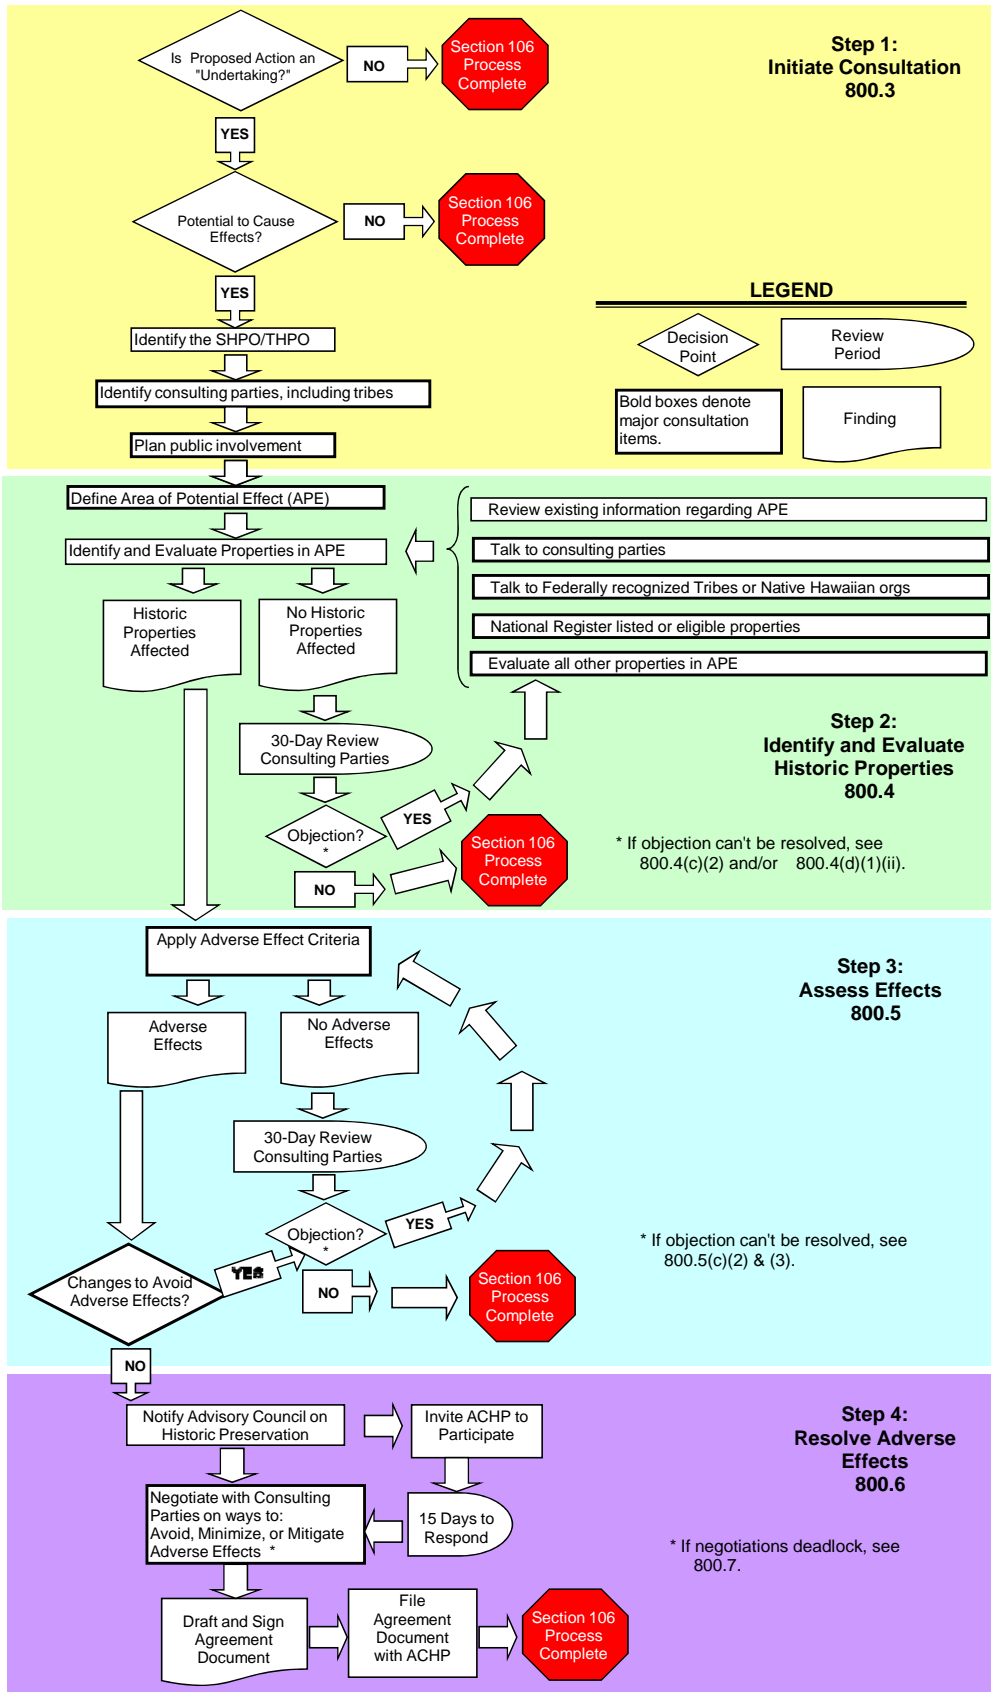 Step 1:
Initiate Consultation
800.3
Is Proposed Action an
"Undertaking?"
NO
Section 106
Process
Complete
YES
Potential to Cause
Effects?
NO
Section 106
Process
Complete
YES
Identify the SHPO/THPO
Identify consulting parties, including tribes
Plan public involvement
LEGEND
Decision
Point
Review
Period
Bold boxes denote
major consultation
items.
Finding
Define Area of Potential Effect (APE)
Identify and Evaluate Properties in APE
Review existing information regarding APE
Talk to consulting parties
Talk to Federally recognized Tribes or Native Hawaiian orgs
National Register listed or eligible properties
Evaluate all other properties in APE
Historic
Properties
Affected
No Historic
Properties
Affected
30-Day Review
Consulting Parties
Objection?
*
YES
NO
Section 106
Process
Complete
Step 2:
Identify and Evaluate
Historic Properties
800.4
* If objection can't be resolved, see
800.4(c)(2) and/or 800.4(d)(1)(ii).
Apply Adverse Effect Criteria
Adverse
Effects
No Adverse
Effects
30-Day Review
Consulting Parties
Objection?
*
YES
NO
Section 106
Process
Complete
Changes to Avoid
Adverse Effects?
YES
NO
Step 3:
Assess Effects
800.5
* If objection can't be resolved, see
800.5(c)(2) & (3).
Notify Advisory Council on
Historic Preservation
Invite ACHP to
Participate
15 Days to
Respond
Negotiate with Consulting
Parties on ways to:
Avoid, Minimize, or Mitigate
Adverse Effects *
Draft and Sign
Agreement
Document
File
Agreement
Document
with ACHP
Section 106
Process
Complete
Step 4:
Resolve Adverse
Effects
800.6
* If negotiations deadlock, see
800.7.